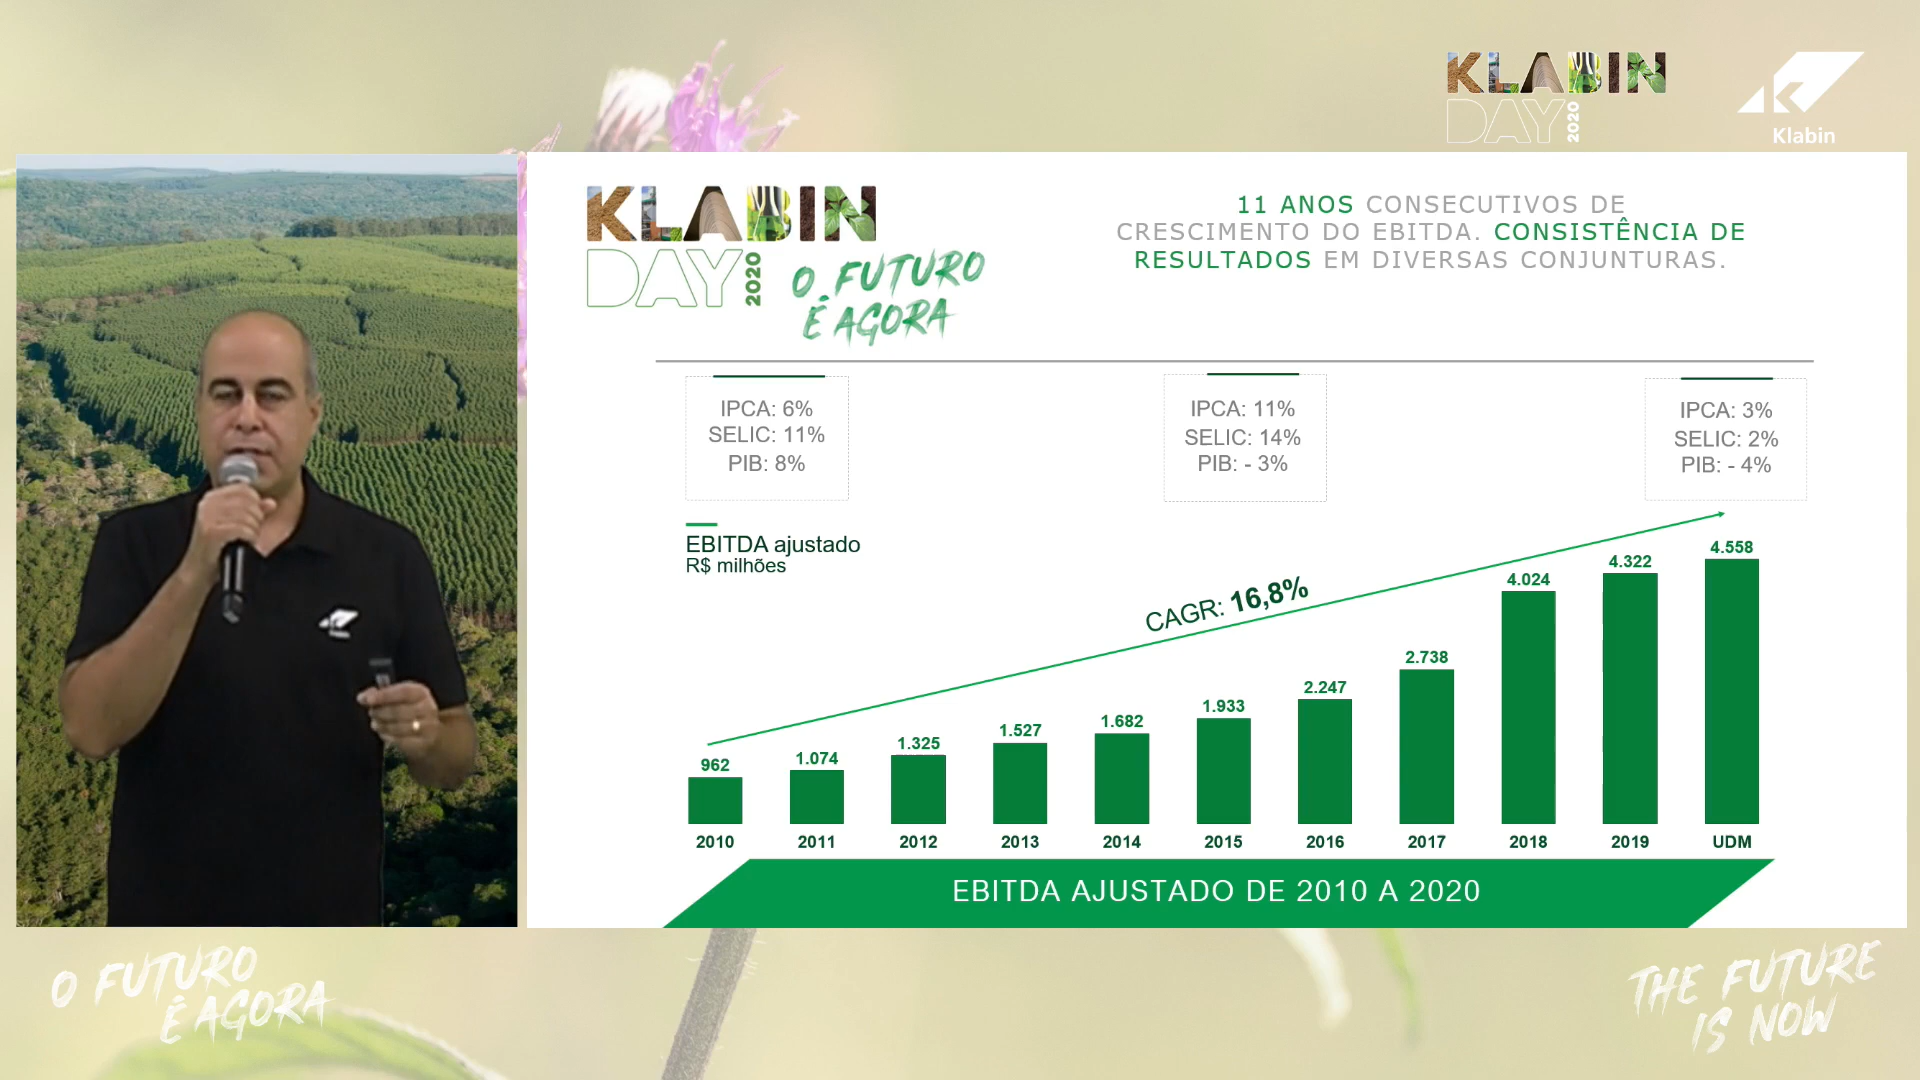 KLABIN
DAY 2020
Klabin
KLABIN
DAY 2020
O FUTURO
É AGORA
11 ANOS CONSECUTIVOS DE
CRESCIMENTO DO EBITDA. CONSISTÊNCIA DE
RESULTADOS EM DIVERSAS CONJUNTURAS.
IPCA: 6%
SELIC: 11%
PIB: 8%
IPCA: 11%
SELIC: 14%
PIB: - 3%
IPCA: 3%
SELIC: 2%
PIB: - 4%
EBITDA ajustado
R$ milhões
CAGR: 16,8%
962
1.074
1.325
1.527
1.682
1.933
2.247
2.738
4.024
4.322
4.558
2010 2011 2012 2013 2014 2015 2016 2017 2018 2019 UDM
EBITDA AJUSTADO DE 2010 A 2020
O FUTURO
É AGORA
THE FUTURE
IS NOW